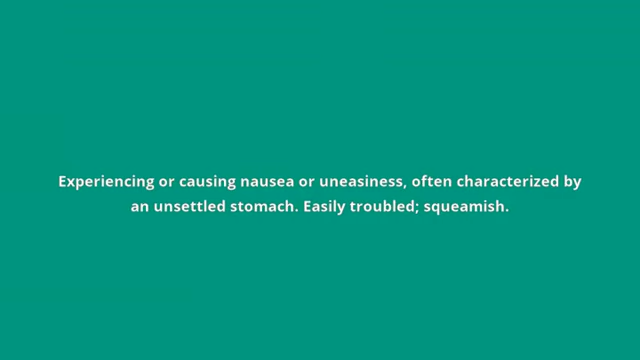 Experiencing or causing nausea or uneasiness, often characterized by
an unsettled stomach. Easily troubled; squeamish.